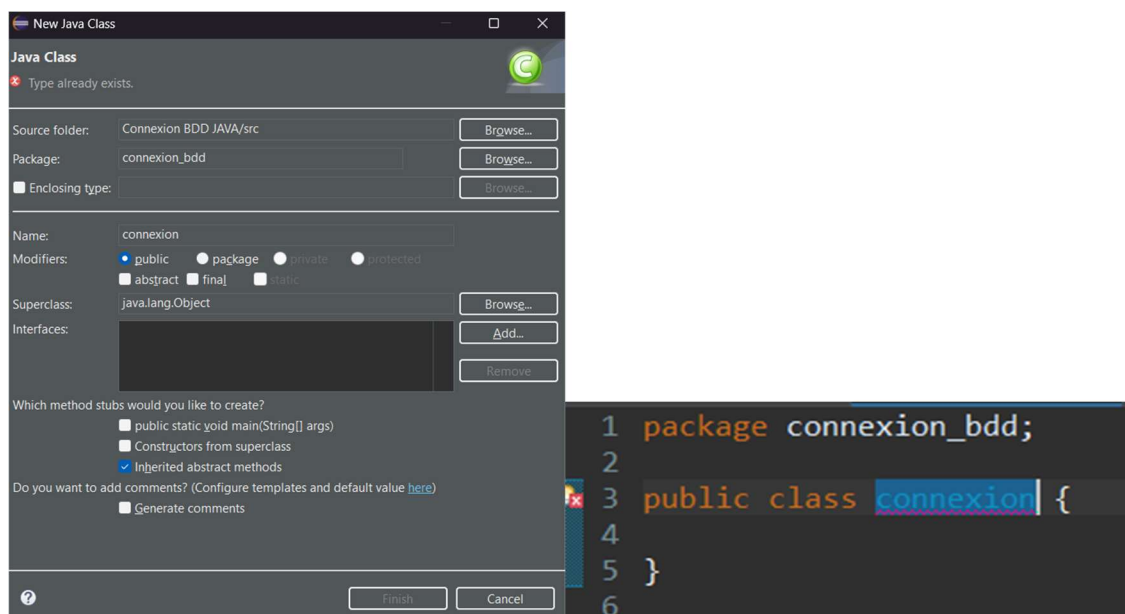 New Java Class
Java Class
Type already exists.
Source folder: Connexion BDD JAVA/src Browse...
Package: connexion_bdd Browse...
Enclosing type: Browse...
Name: connexion
Modifiers: public package private protected
abstract final static
Superclass: java.lang.Object Browse...
Interfaces: Add...
Remove
Which method stubs would you like to create?
public static void main(String[] args)
Constructors from superclass
Inherited abstract methods
Do you want to add comments? (Configure templates and default value here)
Generate comments
? Finish Cancel
1 package connexion_bdd;
2
3 public class connexion {
4
5 }
6